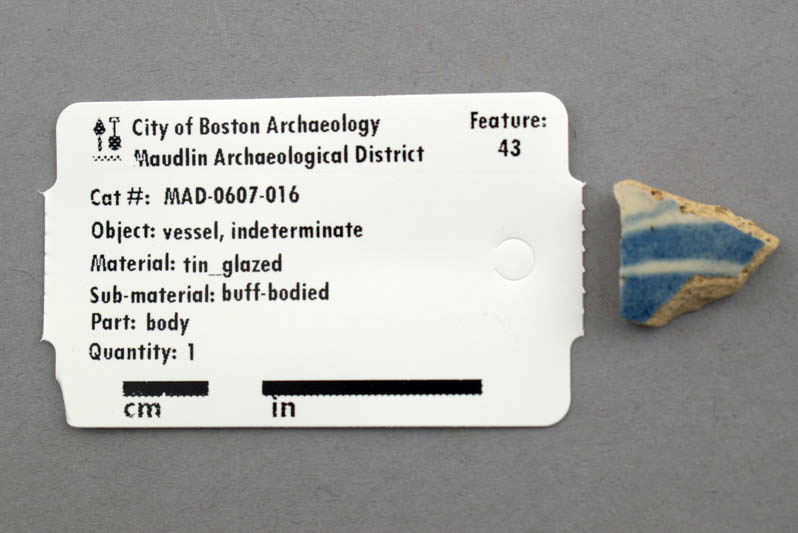 City of Boston Archaeology
Maudlin Archaeological District
Feature:
43
Cat #: MAD-0607-016
Object: vessel, indeterminate
Material: tin_glazed
Sub-material: buff-bodied
Part: body
Quantity: 1
cm in